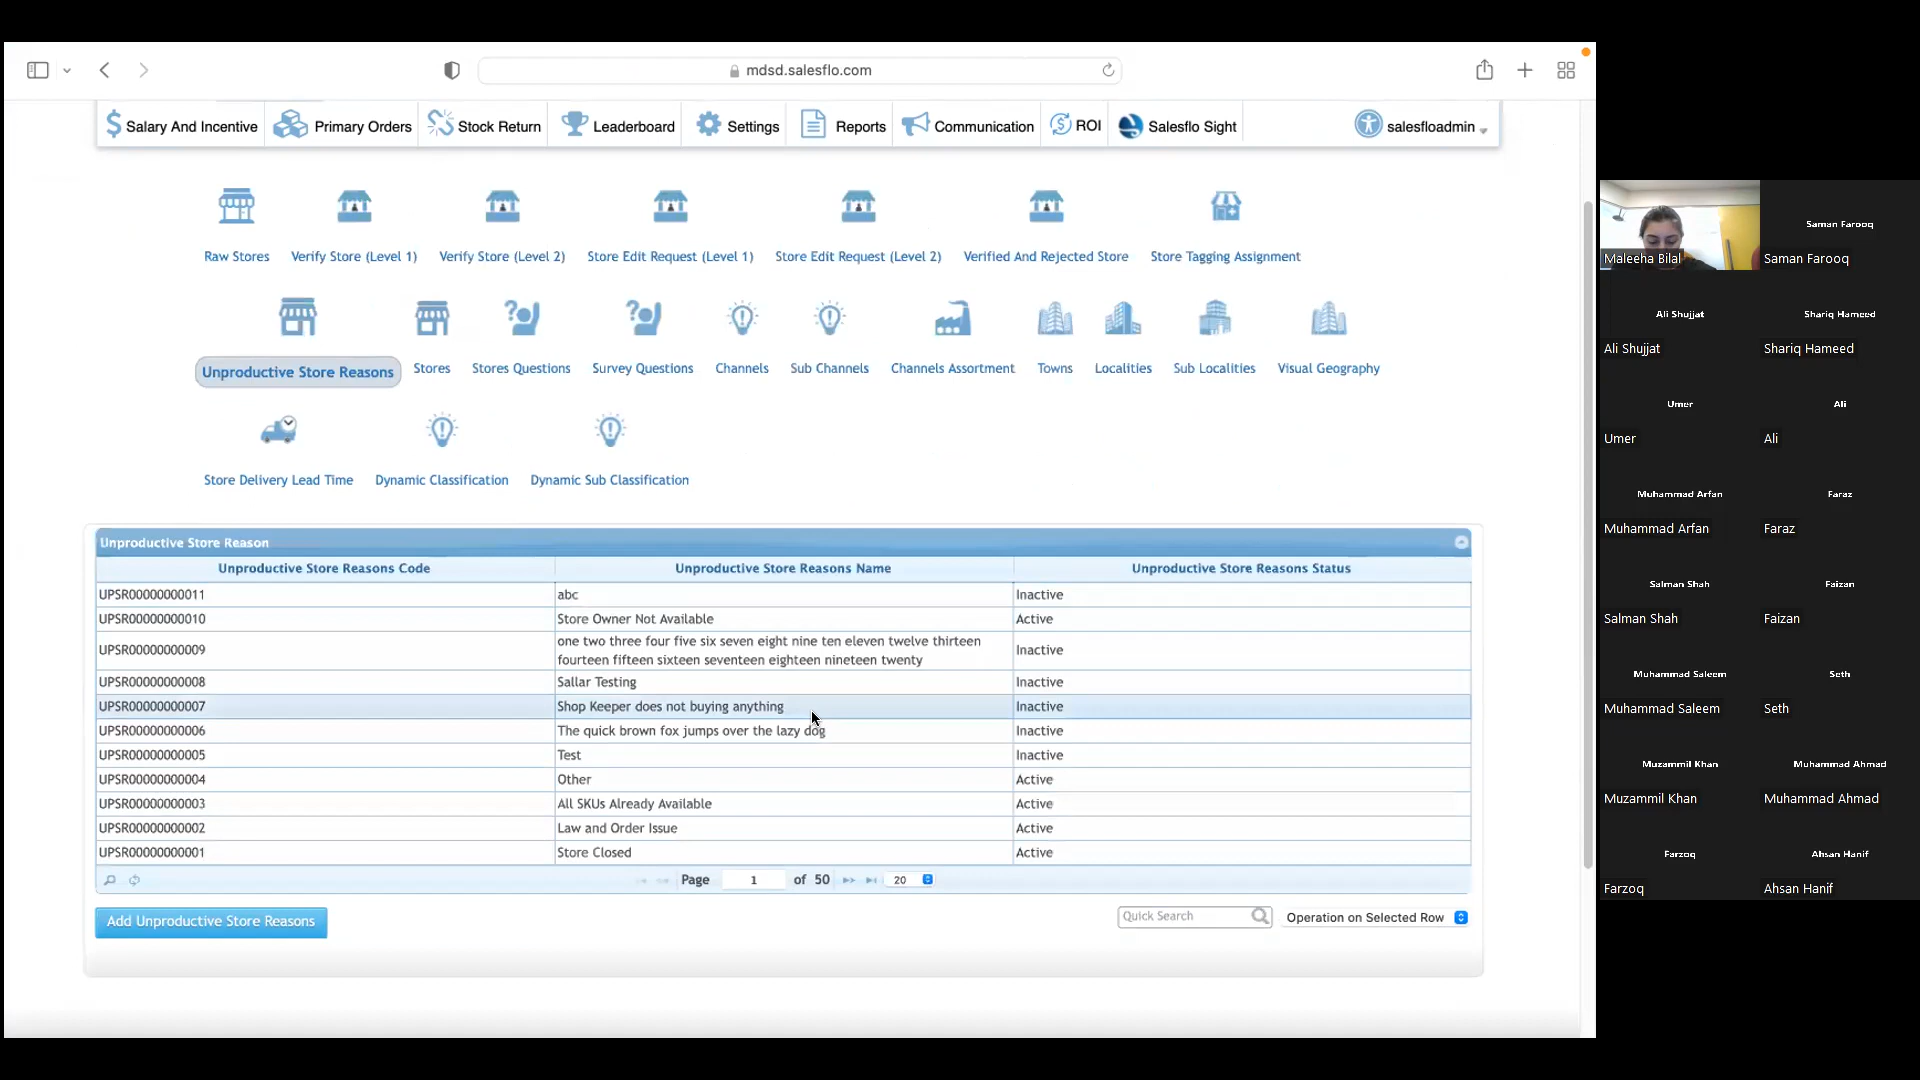 mdsd.salesflo.com
Salary And Incentive
Primary Orders
Stock Return
Leaderboard
Settings
Reports
Communication
ROI
Salesflo Sight
salesfloadmin
Raw Stores
Verify Store (Level 1)
Verify Store (Level 2)
Store Edit Request (Level 1)
Store Edit Request (Level 2)
Verified And Rejected Store
Store Tagging Assignment
Unproductive Store Reasons
Stores
Stores Questions
Survey Questions
Channels
Sub Channels
Channels Assortment
Towns
Localities
Sub Localities
Visual Geography
Store Delivery Lead Time
Dynamic Classification
Dynamic Sub Classification
Unproductive Store Reason
Unproductive Store Reasons Code
Unproductive Store Reasons Name
Unproductive Store Reasons Status
UPSR00000000011
abc
Inactive
UPSR00000000010
Store Owner Not Available
Active
UPSR00000000009
one two three four five six seven eight nine ten eleven twelve thirteen
fourteen fifteen sixteen seventeen eighteen nineteen twenty
Inactive
UPSR00000000008
Sallar Testing
Inactive
UPSR00000000007
Shop Keeper does not buying anything
Inactive
UPSR00000000006
The quick brown fox jumps over the lazy dog
Inactive
UPSR00000000005
Test
Inactive
UPSR00000000004
Other
Active
UPSR00000000003
All SKUs Already Available
Active
UPSR00000000002
Law and Order Issue
Active
UPSR00000000001
Store Closed
Active
Page 1 of 50
20
Add Unproductive Store Reasons
Quick Search
Operation on Selected Row
Maleeha Bilal
Saman Farooq
Saman Farooq
Ali Shujjat
Ali Shujjat
Shariq Hameed
Shariq Hameed
Umer
Umer
Ali
Ali
Muhammad Arfan
Muhammad Arfan
Faraz
Faraz
Salman Shah
Salman Shah
Faizan
Faizan
Muhammad Saleem
Muhammad Saleem
Seth
Seth
Muzammil Khan
Muzammil Khan
Muhammad Ahmad
Muhammad Ahmad
Farzoq
Farzoq
Ahsan Hanif
Ahsan Hanif